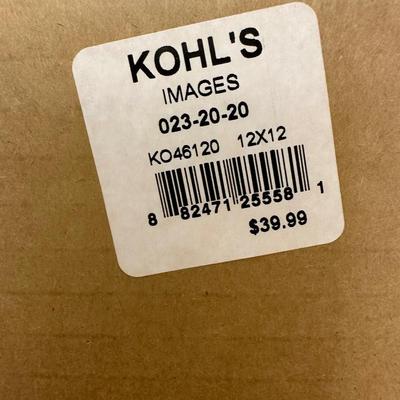 KOHL'S
IMAGES
023-20-20
KO46120 12X12
8 82471 25558 1
$39.99